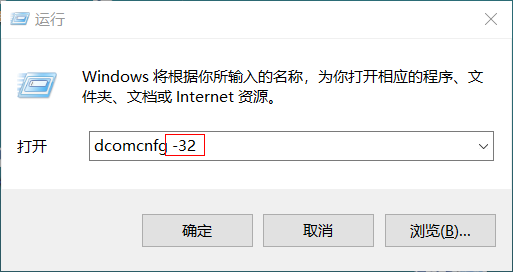 运行
Windows 将根据你所输入的名称，为你打开相应的程序、文
件夹、文档或 Internet 资源。
打开
dcomcnfg -32
确定
取消
浏览(B)...